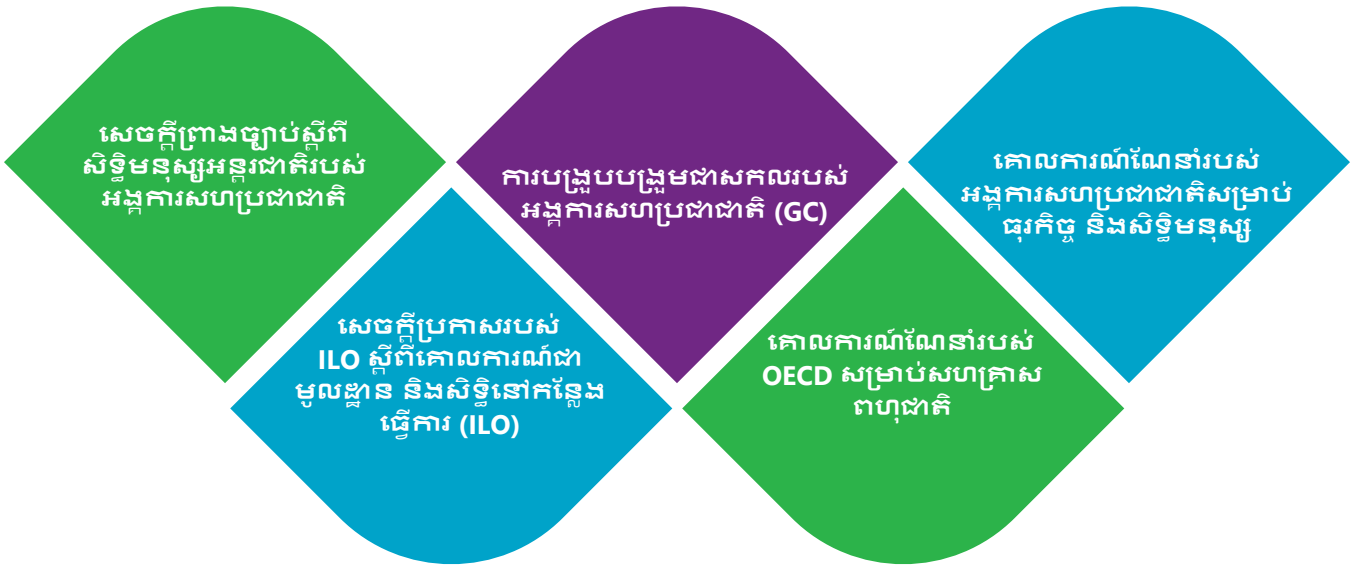 សេចក្តីព្រាងច្បាប់ស្តីពី
សិទ្ធិមនុស្សអន្តរជាតិរបស់
អង្គការសហប្រជាជាតិ
សេចក្តីប្រកាសរបស់
ILO ស្តីពីគោលការណ៍ជា
មូលដ្ឋាន និងសិទ្ធិនៅកន្លែង
ធ្វើការ (ILO)
ការបង្រួបបង្រួមជាសកលរបស់
អង្គការសហប្រជាជាតិ (GC)
គោលការណ៍ណែនាំរបស់
OECD សម្រាប់សហគ្រាស
ពហុជាតិ
គោលការណ៍ណែនាំរបស់
អង្គការសហប្រជាជាតិសម្រាប់
ធុរកិច្ច និងសិទ្ធិមនុស្ស